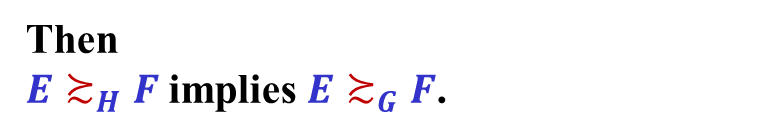 Then
E ≿_H F implies E ≿_G F.